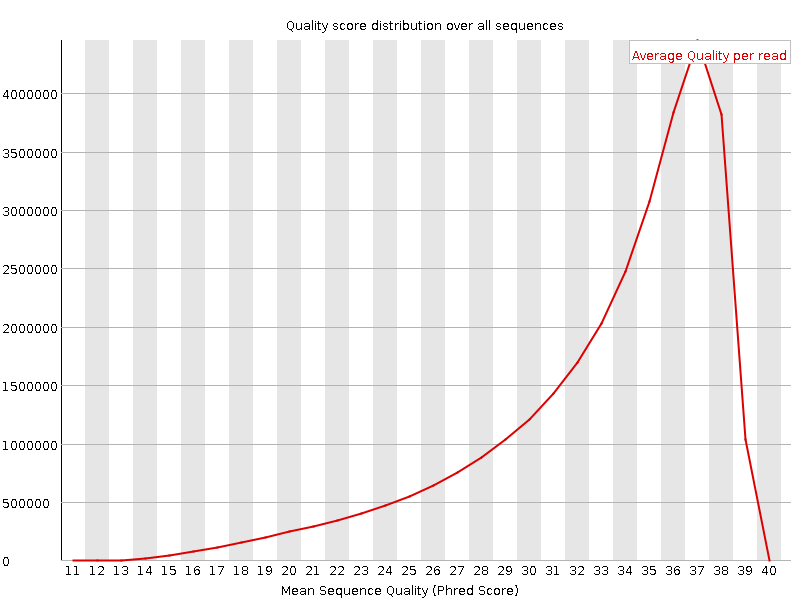 Quality score distribution over all sequences
Average Quality per read
4000000
3500000
3000000
2500000
2000000
1500000
1000000
500000
0
11 12 13 14 15 16 17 18 19 20 21 22 23 24 25 26 27 28 29 30 31 32 33 34 35 36 37 38 39 40
Mean Sequence Quality (Phred Score)